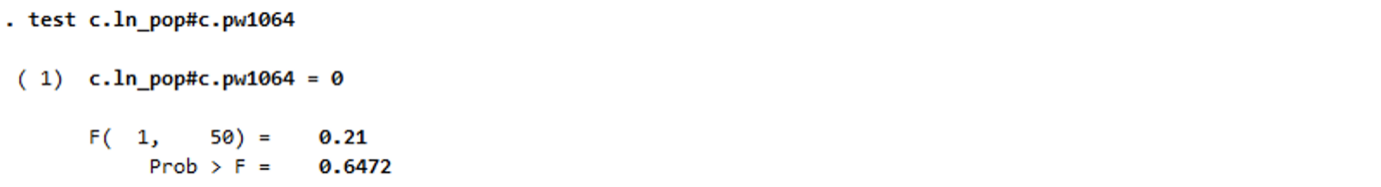 . test c.ln_pop#c.pw1064
( 1)  c.ln_pop#c.pw1064 = 0
F(  1,    50) =    0.21
Prob > F =    0.6472